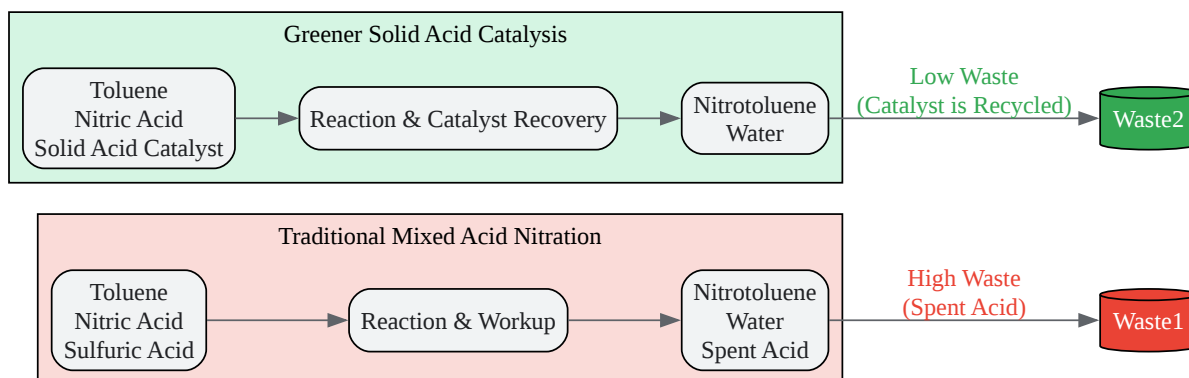 Greener Solid Acid Catalysis
Toluene
Nitric Acid
Solid Acid Catalyst
Reaction & Catalyst Recovery
Nitrotoluene
Water
Low Waste
(Catalyst is Recycled)
Waste2
Traditional Mixed Acid Nitration
Toluene
Nitric Acid
Sulfuric Acid
Reaction & Workup
Nitrotoluene
Water
Spent Acid
High Waste
(Spent Acid)
Waste1